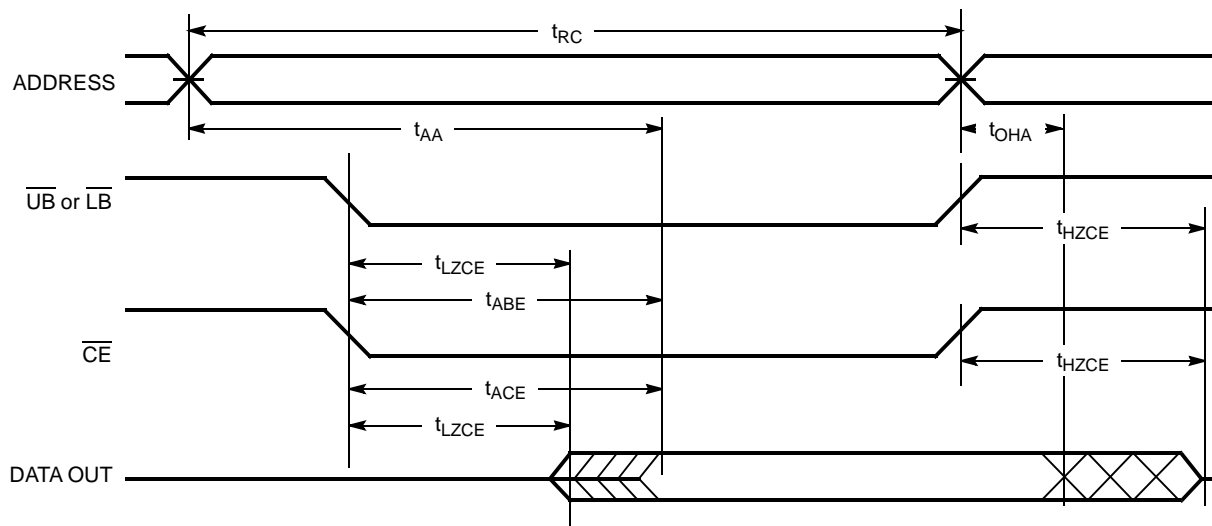 tRC
ADDRESS
tAA
tOHA
UB or LB
tHZCE
tLZCE
tABE
CE
tHZCE
tACE
tLZCE
DATA OUT